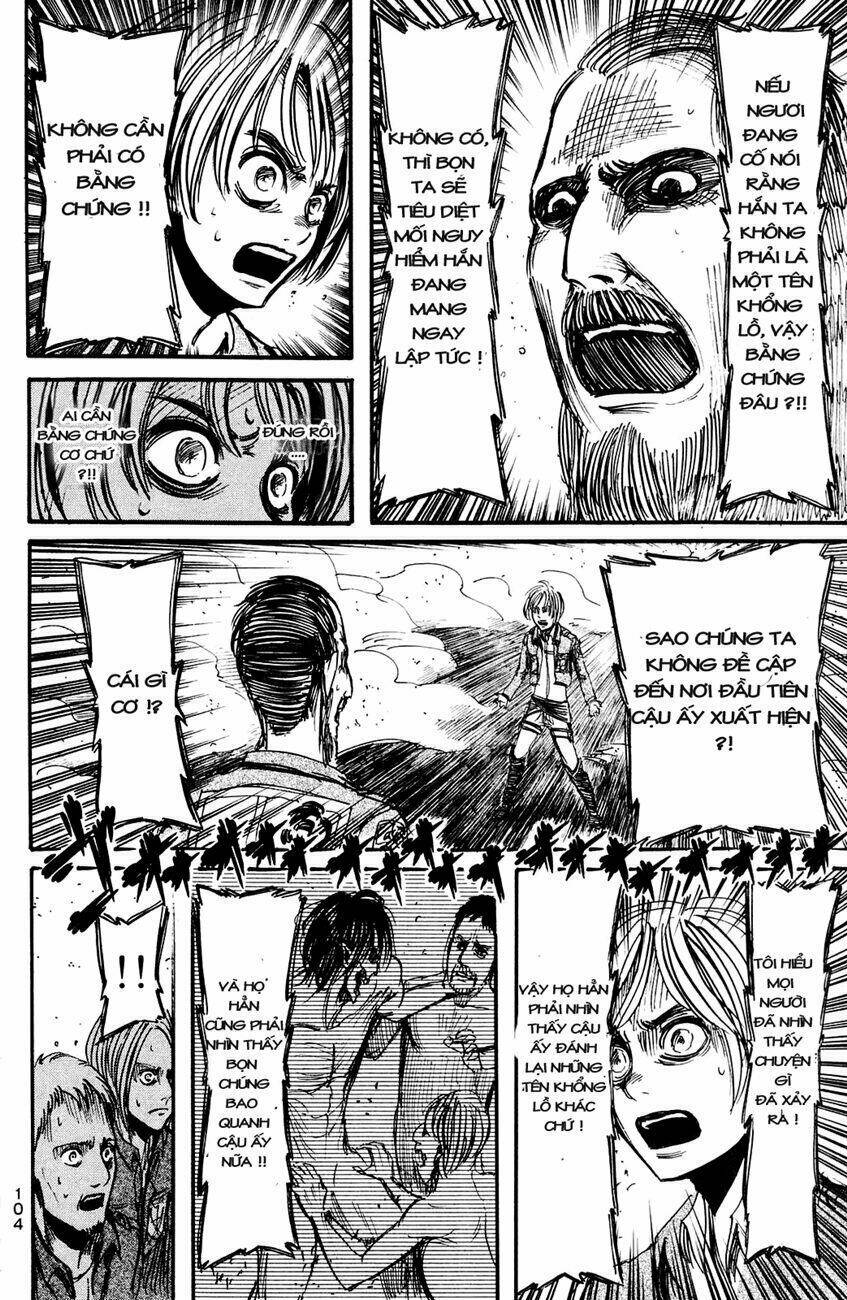 NẾU
NGƯƠI
ĐANG
CỐ NÓI
RẰNG
HẮN TA
KHÔNG
PHẢI LÀ
MỘT TÊN
KHỔNG
LỒ, VẬY
BẰNG
CHỨNG
ĐÂU ?!!
KHÔNG CÓ,
THÌ BỌN
TA SẼ
TIÊU DIỆT
MỐI NGUY
HIỂM HẮN
ĐANG
MANG
NGAY
LẬP TỨC !
KHÔNG CẦN
PHẢI CÓ
BẰNG
CHỨNG !!
ĐÚNG RỒI
....
AI CẦN
BẰNG CHỨNG
CƠ CHỨ
?!!
SAO CHÚNG TA
KHÔNG ĐỀ CẬP
ĐẾN NƠI ĐẦU TIÊN
CẬU ẤY XUẤT HIỆN
?!
CÁI GÌ
CƠ !?
TÔI HIỂU
MỌI
NGƯỜI
ĐÃ NHÌN
THẤY
CHUYỆN
GÌ
ĐÃ XẢY
RA !
VẬY HỌ HẲN
PHẢI NHÌN
THẤY CẬU
ẤY ĐÁNH
LẠI NHỮNG
TÊN KHỔNG
LỒ KHÁC
CHỨ !
VÀ HỌ
HẲN
CŨNG PHẢI
NHÌN THẤY
BỌN
CHÚNG
BAO
QUANH
CẬU ẤY
NỮA !!
!!
104